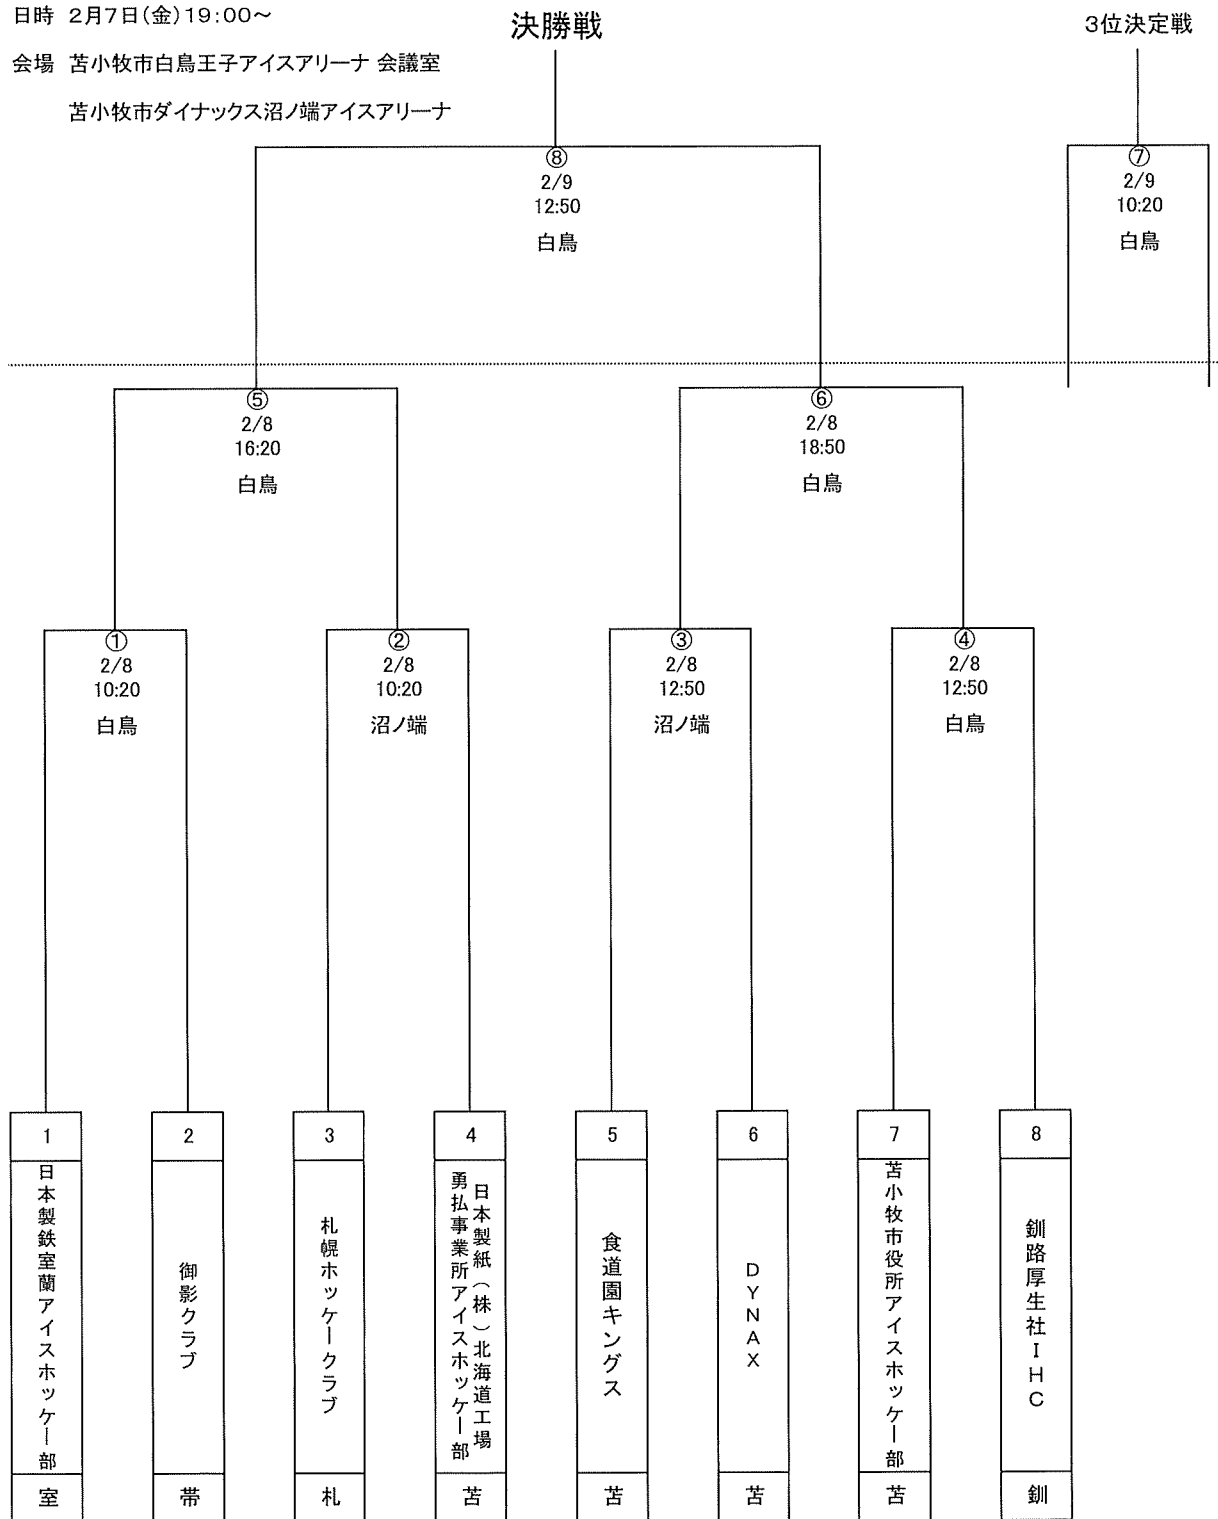 日時 2月7日(金)19:00～
決勝戦
3位決定戦
会場 苫小牧市白鳥王子アイスアリーナ 会議室
苫小牧市ダイナックス沼ノ端アイスアリーナ
⑧
2/9
12:50
白鳥
⑦
2/9
10:20
白鳥
⑤
2/8
16:20
白鳥
⑥
2/8
18:50
白鳥
①
2/8
10:20
白鳥
②
2/8
10:20
沼ノ端
③
2/8
12:50
沼ノ端
④
2/8
12:50
白鳥
1
日本製鉄室蘭アイスホッケー部
室
2
御影クラブ
帯
3
札幌ホッケークラブ
札
4
日本製紙(株)北海道工場
勇払事業所アイスホッケー部
苫
5
食道園キングス
苫
6
DYNAX
苫
7
苫小牧市役所アイスホッケー部
苫
8
釧路厚生社IHC
釧